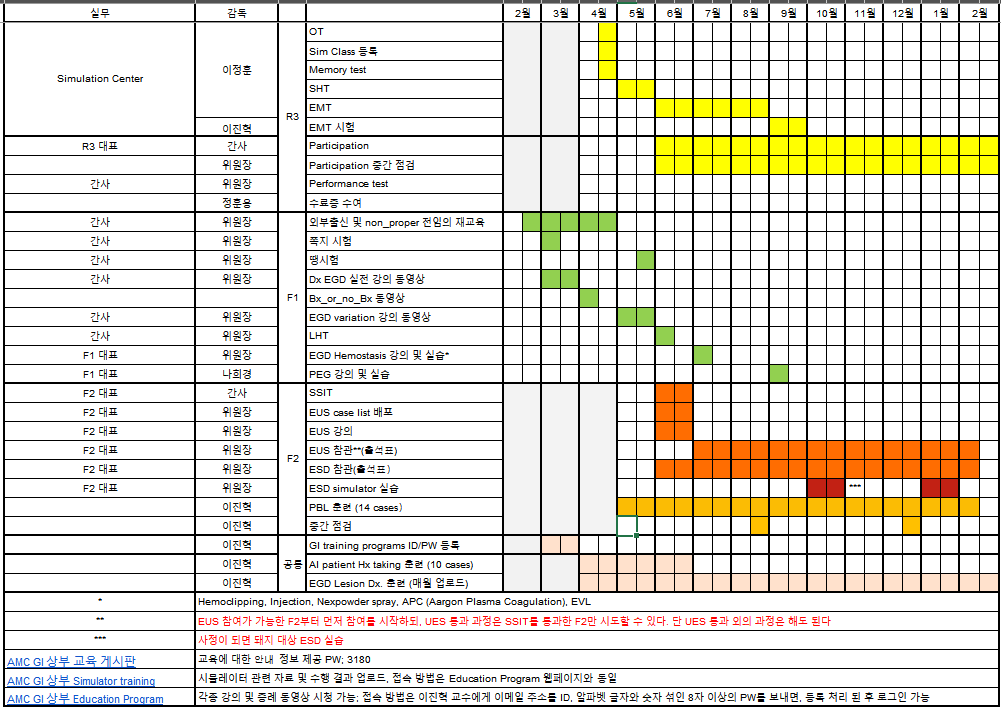 실무 감독 2월 3월 4월 5월 6월 7월 8월 9월 10월 11월 12월 1월 2월
Simulation Center 이정훈 R3 OT
Sim Class 등록
Memory test
SHT
EMT
이진혁 EMT 시험
R3 대표 간사 Participation
위원장 Participation 중간 점검
간사 위원장 Performance test
정훈용 수료증 수여
간사 위원장 F1 외부출신 및 non_proper 전임의 재교육
간사 위원장 쪽지 시험
간사 위원장 땡시험
간사 위원장 Dx EGD 실전 강의 동영상
Bx_or_no_Bx 동영상
간사 위원장 EGD variation 강의 동영상
간사 위원장 LHT
F1 대표 위원장 EGD Hemostasis 강의 및 실습*
F1 대표 나희경 PEG 강의 및 실습
F2 대표 간사 F2 SSIT
F2 대표 위원장 EUS case list 배포
F2 대표 위원장 EUS 강의
F2 대표 위원장 EUS 참관**(출석표)
F2 대표 위원장 ESD 참관(출석표)
F2 대표 위원장 ESD simulator 실습 ***
이진혁 PBL 훈련 (14 cases)
이진혁 중간 점검
이진혁 공통 GI training programs ID/PW 등록
이진혁 AI patient Hx taking 훈련 (10 cases)
이진혁 EGD Lesion Dx. 훈련 (매월 업로드)
* Hemoclipping, Injection, Nexpowder spray, APC (Aargon Plasma Coagulation), EVL
** EUS 참여가 가능한 F2부터 먼저 참여를 시작하되, UES 통과 과정은 SSIT를 통과한 F2만 시도할 수 있다. 단 UES 통과 외의 과정은 해도 된다
*** 사정이 되면 돼지 대상 ESD 실습
AMC GI 상부 교육 게시판 교육에 대한 안내 정보 제공 PW; 3180
AMC GI 상부 Simulator training 시뮬레이터 관련 자료 및 수행 결과 업로드, 접속 방법은 Education Program 웹페이지와 동일
AMC GI 상부 Education Program 각종 강의 및 증례 동영상 시청 가능; 접속 방법은 이진혁 교수에게 이메일 주소를 ID, 알파벳 글자와 숫자 섞인 8자 이상의 PW를 보내면, 등록 처리 된 후 로그인 가능